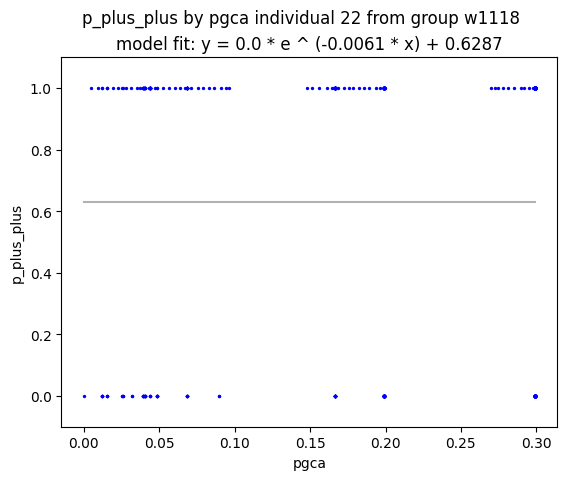 p_plus_plus by pgca individual 22 from group w1118
model fit: y = 0.0 * e ^ (-0.0061 * x) + 0.6287
1.0
0.8
0.6
0.4
0.2
0.0
p_plus_plus
0.00 0.05 0.10 0.15 0.20 0.25 0.30
pgca